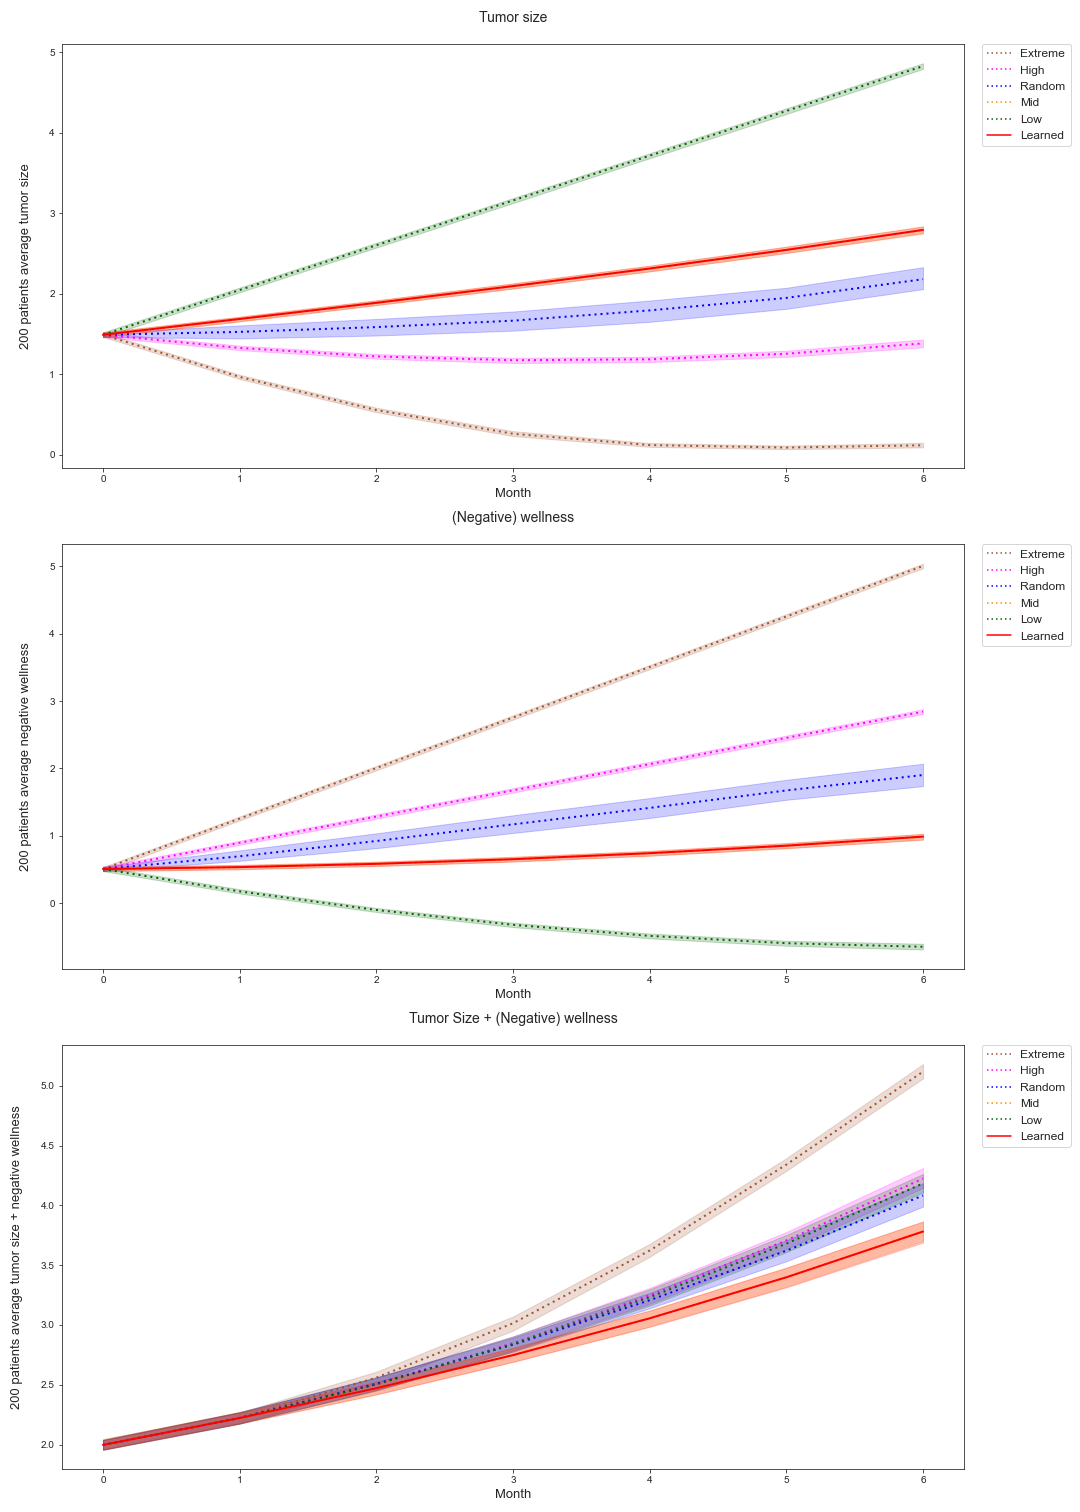 Tumor size
200 patients average tumor size
5
4
3
2
1
0
0 1 2 3 4 5 6
Month
Extreme
High
Random
Mid
Low
Learned
(Negative) wellness
200 patients average negative wellness
5
4
3
2
1
0
0 1 2 3 4 5 6
Month
Extreme
High
Random
Mid
Low
Learned
Tumor Size + (Negative) wellness
200 patients average tumor size + negative wellness
5.0
4.5
4.0
3.5
3.0
2.5
2.0
0 1 2 3 4 5 6
Month
Extreme
High
Random
Mid
Low
Learned